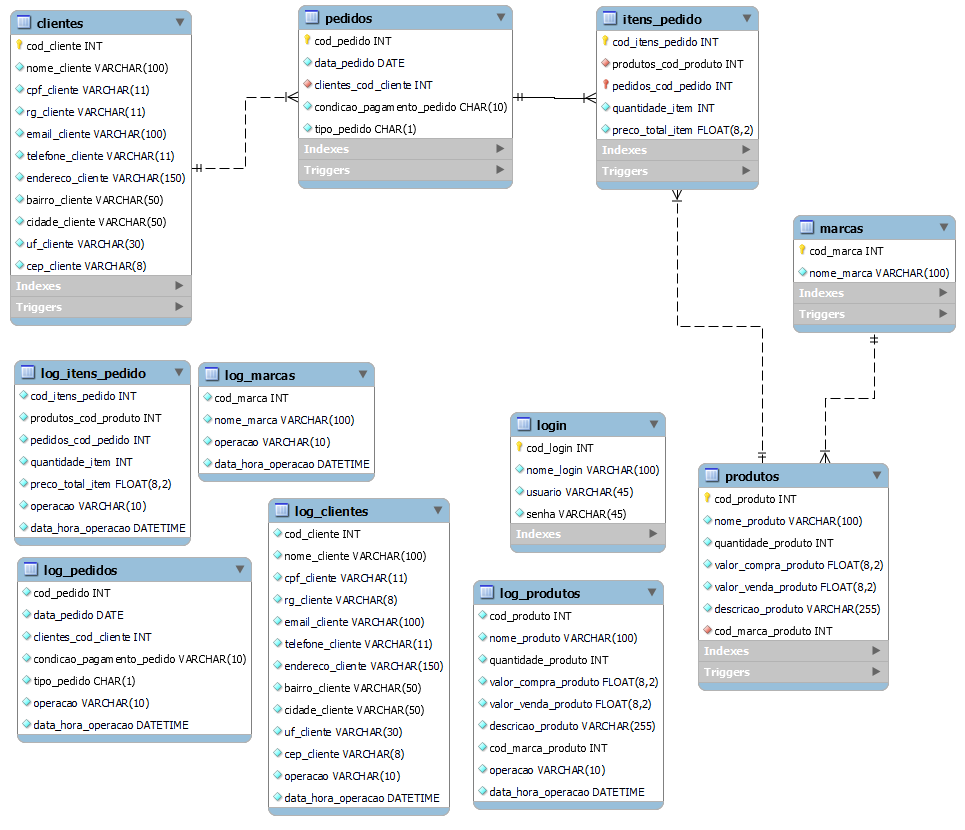 clientes
cod_cliente INT
nome_cliente VARCHAR(100)
cpf_cliente VARCHAR(11)
rg_cliente VARCHAR(11)
email_cliente VARCHAR(100)
telefone_cliente VARCHAR(11)
endereco_cliente VARCHAR(150)
bairro_cliente VARCHAR(50)
cidade_cliente VARCHAR(50)
uf_cliente VARCHAR(30)
cep_cliente VARCHAR(8)
Indexes
Triggers
pedidos
cod_pedido INT
data_pedido DATE
clientes_cod_cliente INT
condicao_pagamento_pedido CHAR(10)
tipo_pedido CHAR(1)
Indexes
Triggers
itens_pedido
cod_itens_pedido INT
produtos_cod_produto INT
pedidos_cod_pedido INT
quantidade_item INT
preco_total_item FLOAT(8,2)
Indexes
Triggers
marcas
cod_marca INT
nome_marca VARCHAR(100)
Indexes
Triggers
log_itens_pedido
cod_itens_pedido INT
produtos_cod_produto INT
pedidos_cod_pedido INT
quantidade_item INT
preco_total_item FLOAT(8,2)
operacao VARCHAR(10)
data_hora_operacao DATETIME
log_marcas
cod_marca INT
nome_marca VARCHAR(100)
operacao VARCHAR(10)
data_hora_operacao DATETIME
login
cod_login INT
nome_login VARCHAR(100)
usuario VARCHAR(45)
senha VARCHAR(45)
Indexes
produtos
cod_produto INT
nome_produto VARCHAR(100)
quantidade_produto INT
valor_compra_produto FLOAT(8,2)
valor_venda_produto FLOAT(8,2)
descricao_produto VARCHAR(255)
cod_marca_produto INT
Indexes
Triggers
log_pedidos
cod_pedido INT
data_pedido DATE
clientes_cod_cliente INT
condicao_pagamento_pedido VARCHAR(10)
tipo_pedido CHAR(1)
operacao VARCHAR(10)
data_hora_operacao DATETIME
log_clientes
cod_cliente INT
nome_cliente VARCHAR(100)
cpf_cliente VARCHAR(11)
rg_cliente VARCHAR(8)
email_cliente VARCHAR(100)
telefone_cliente VARCHAR(11)
endereco_cliente VARCHAR(150)
bairro_cliente VARCHAR(50)
cidade_cliente VARCHAR(50)
uf_cliente VARCHAR(30)
cep_cliente VARCHAR(8)
operacao VARCHAR(10)
data_hora_operacao DATETIME
log_produtos
cod_produto INT
nome_produto VARCHAR(100)
quantidade_produto INT
valor_compra_produto FLOAT(8,2)
valor_venda_produto FLOAT(8,2)
descricao_produto VARCHAR(255)
cod_marca_produto INT
operacao VARCHAR(10)
data_hora_operacao DATETIME